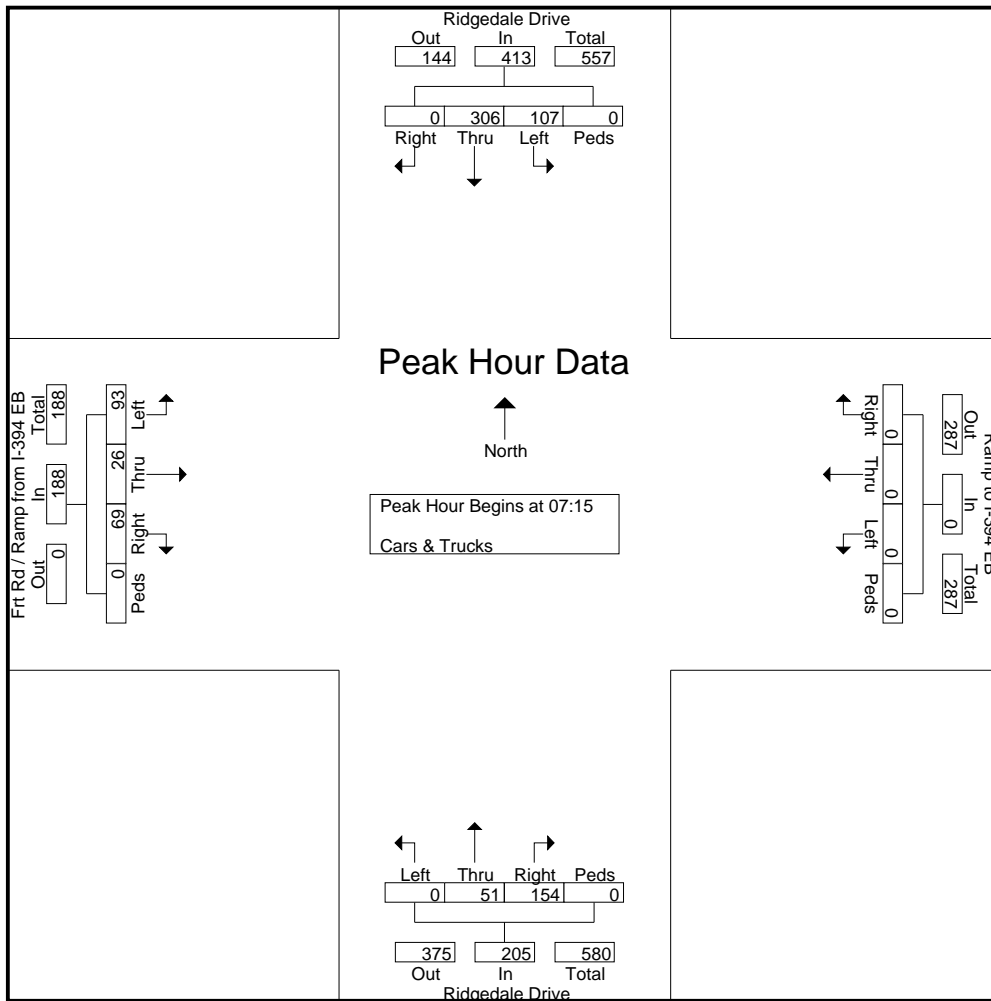 Ridgedale Drive
Out In Total
144 413 557
0 306 107 0
Right Thru Left Peds
Peak Hour Data
North
Peak Hour Begins at 07:15
Cars & Trucks
Frt Rd / Ramp from I-394 EB
Total In Out
188 188 0
93 26 69 0
Left Thru Right Peds
Ramp to I-394 EB
Out In Total
287 0 287
0 0 0 0
Right Thru Left Peds
Left Thru Right Peds
0 51 154 0
375 205 580
Out In Total
Ridgedale Drive